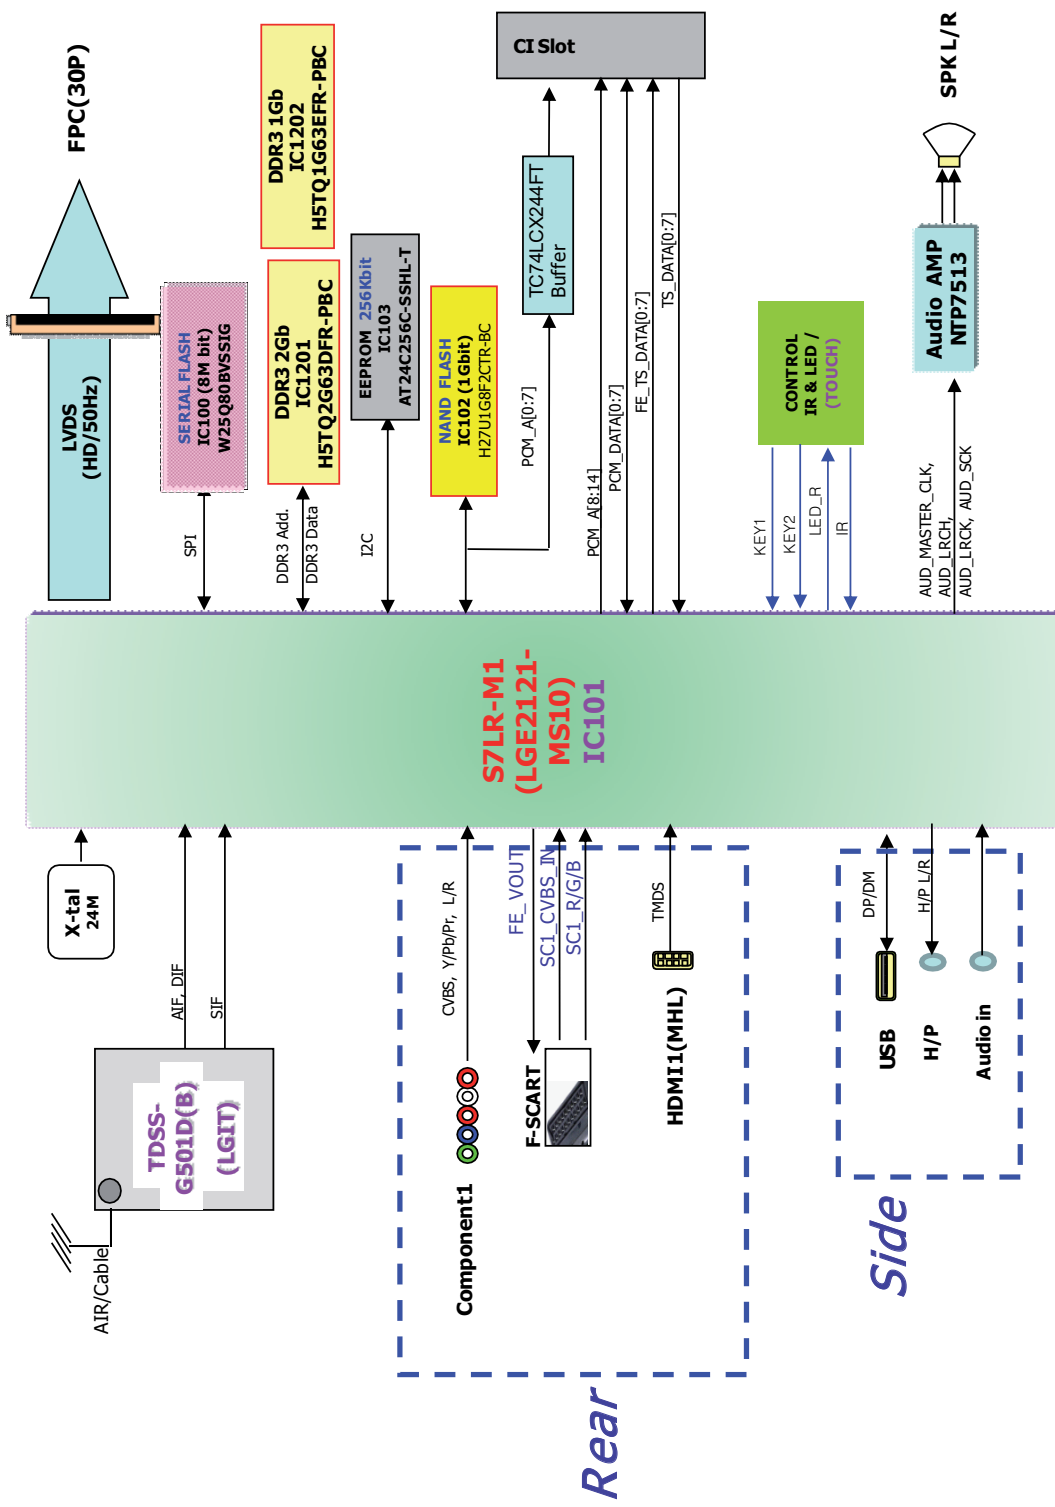 AIR/Cable
TDSS-
G501D(B)
(LGIT)
AIF, DIF
SIF
X-tal
24M
Rear
Component1
CVBS, Y/Pb/Pr, L/R
F-SCART
FE_VOUT
SC1_CVBS_IN
SC1_R/G/B
HDMI1(MHL)
TMDS
Side
USB
DP/DM
H/P
H/P L/R
Audio in
S7LR-M1
(LGE2121-
MS10)
IC101
LVDS
(HD/50Hz)
FPC(30P)
SPI
SERIAL FLASH
IC100 (8M bit)
W25Q80BVSSIG
DDR3 Add.
DDR3 Data
DDR3 2Gb
IC1201
H5TQ2G63DFR-PBC
DDR3 1Gb
IC1202
H5TQ1G63EFR-PBC
I2C
EEPROM 256Kbit
IC103
AT24C256C-SSHL-T
NAND FLASH
IC102 (1Gbit)
H27U1G8F2CTR-BC
PCM_A[0:7]
TC74LCX244FT
Buffer
CI Slot
PCM_A[8:14]
PCM_DATA[0:7]
FE_TS_DATA[0:7]
TS_DATA[0:7]
KEY1
KEY2
LED_R
IR
CONTROL
IR & LED /
(TOUCH)
AUD_MASTER_CLK,
AUD_LRCH,
AUD_LRCK, AUD_SCK
Audio AMP
NTP7513
SPK L/R